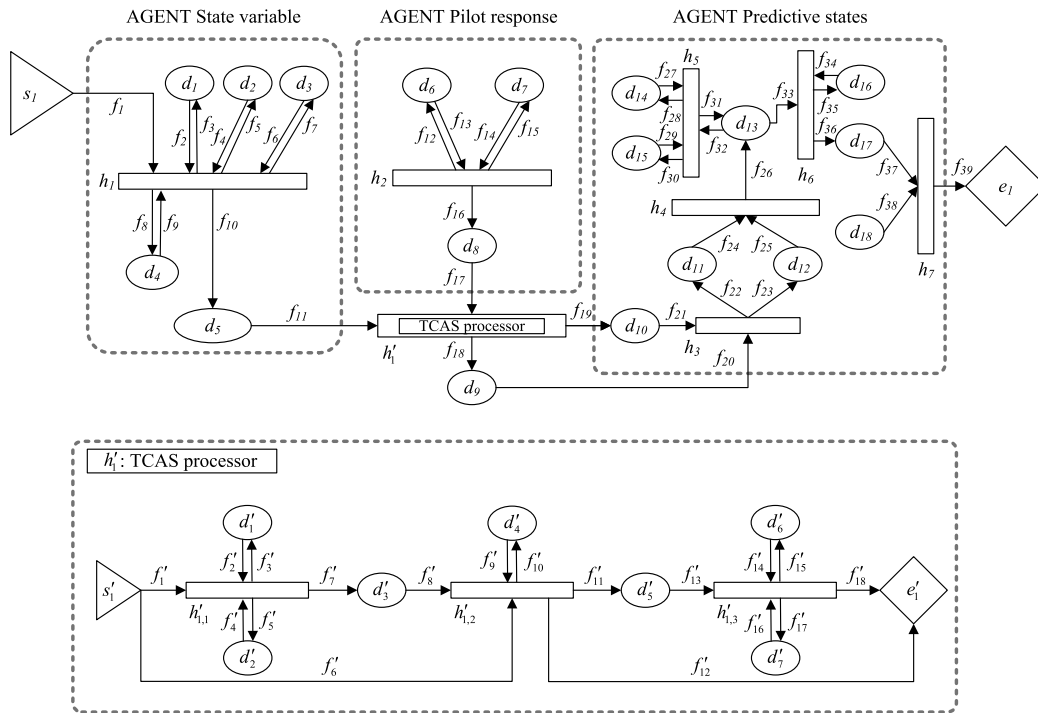 AGENT State variable
AGENT Pilot response
AGENT Predictive states
s1
f1
d1
d2
d3
f2
f3
f4
f5
f6
f7
h1
f8
f9
f10
d4
d5
f11
d6
d7
f12
f13
f14
f15
h2
f16
d8
f17
TCAS processor
h′1
f18
d9
f19
d10
f21
h3
f20
f22
f23
d11
d12
f24
f25
h4
f26
d13
h5
f27
d14
f28
f29
d15
f30
f31
f32
f33
h6
f34
d16
f35
f36
d17
f37
f38
d18
h7
f39
e1
h′1 : TCAS processor
s′1
f′1
d′1
f′2
f′3
h′1,1
f′4
f′5
d′2
f′6
f′7
d′3
f′8
d′4
f′9
f′10
h′1,2
f′11
f′12
d′5
f′13
d′6
f′14
f′15
h′1,3
f′16
f′17
d′7
f′18
e′1